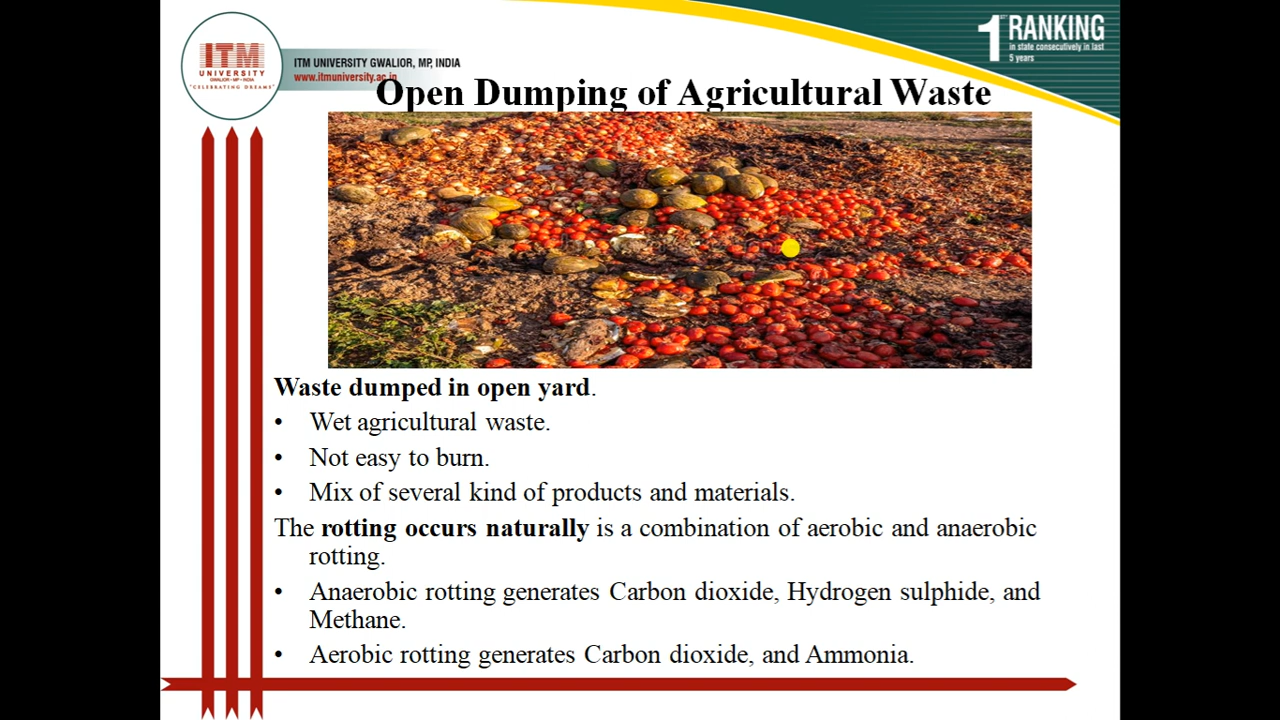 ITM
UNIVERSITY
GWALIOR • MP • INDIA
"CELEBRATING DREAMS"
ITM UNIVERSITY GWALIOR, MP, INDIA
www.itmuniversity.ac.in
1ST RANKING
in state consecutively in last
5 years
Open Dumping of Agricultural Waste
Waste dumped in open yard.
• Wet agricultural waste.
• Not easy to burn.
• Mix of several kind of products and materials.
The rotting occurs naturally is a combination of aerobic and anaerobic
rotting.
• Anaerobic rotting generates Carbon dioxide, Hydrogen sulphide, and
Methane.
• Aerobic rotting generates Carbon dioxide, and Ammonia.